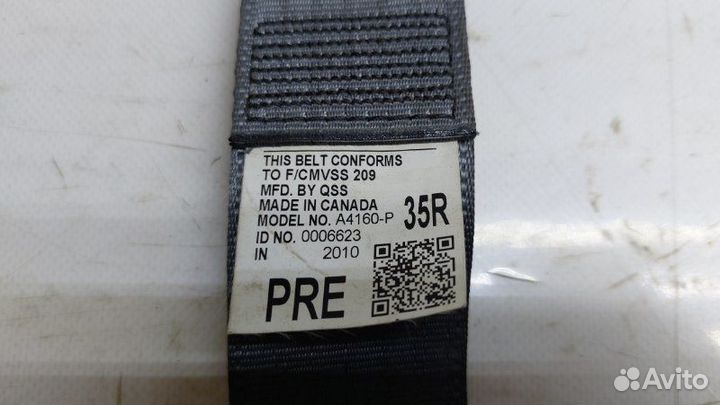 THIS BELT CONFORMS
TO F/CMVSS 209
MFD. BY QSS
MADE IN CANADA
MODEL NO. A4160-P 35R
ID NO. 0006623
IN 2010
PRE
Avito